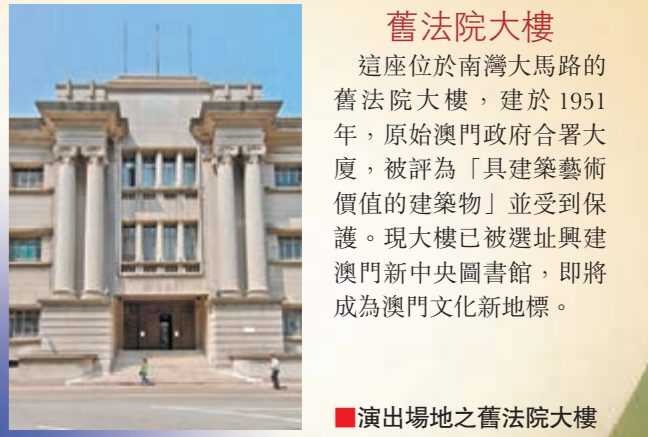 舊法院大樓
這座位於南灣大馬路的
舊法院大樓，建於1951
年，原始澳門政府合署大
廈，被評為「具建築藝術
價值的建築物」並受到保
護。現大樓已被選址興建
澳門新中央圖書館，即將
成為澳門文化新地標。
■演出場地之舊法院大樓